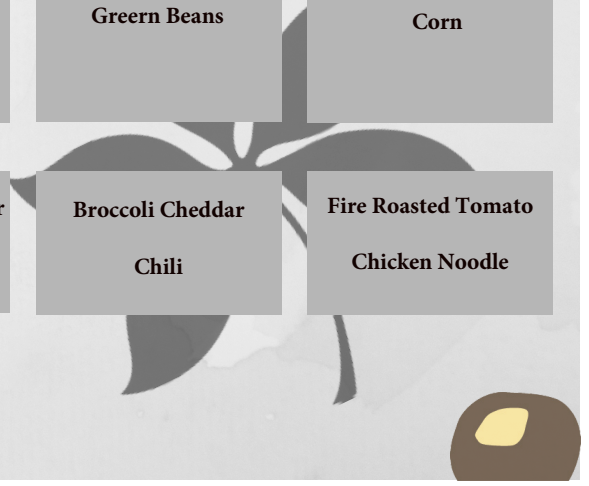 Greern Beans
Corn
Broccoli Cheddar
Chili
Fire Roasted Tomato
Chicken Noodle